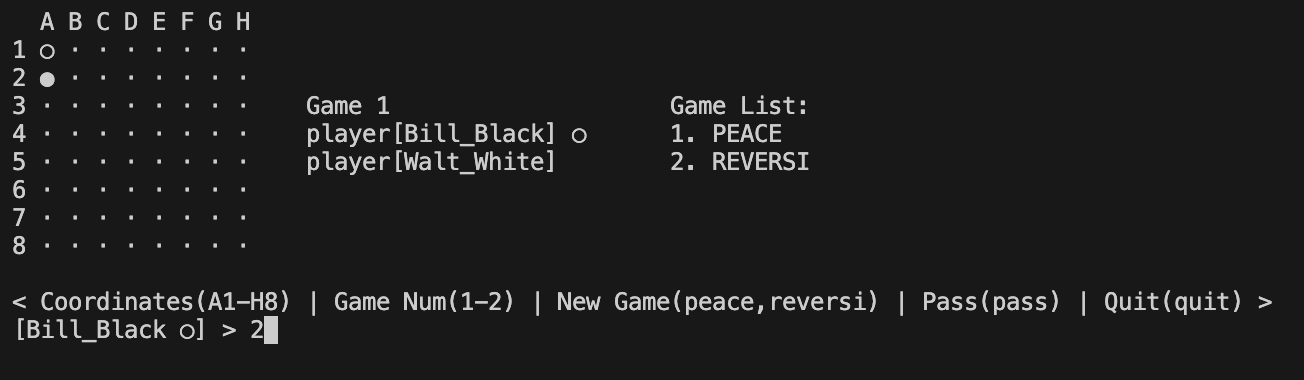 A B C D E F G H
1 ○ · · · · · · ·
2 ● · · · · · · ·
3 · · · · · · · ·    Game 1                    Game List:
4 · · · · · · · ·    player[Bill_Black] ○      1. PEACE
5 · · · · · · · ·    player[Walt_White]        2. REVERSI
6 · · · · · · · ·
7 · · · · · · · ·
8 · · · · · · · ·
< Coordinates(A1-H8) | Game Num(1-2) | New Game(peace,reversi) | Pass(pass) | Quit(quit) >
[Bill_Black ○] > 2